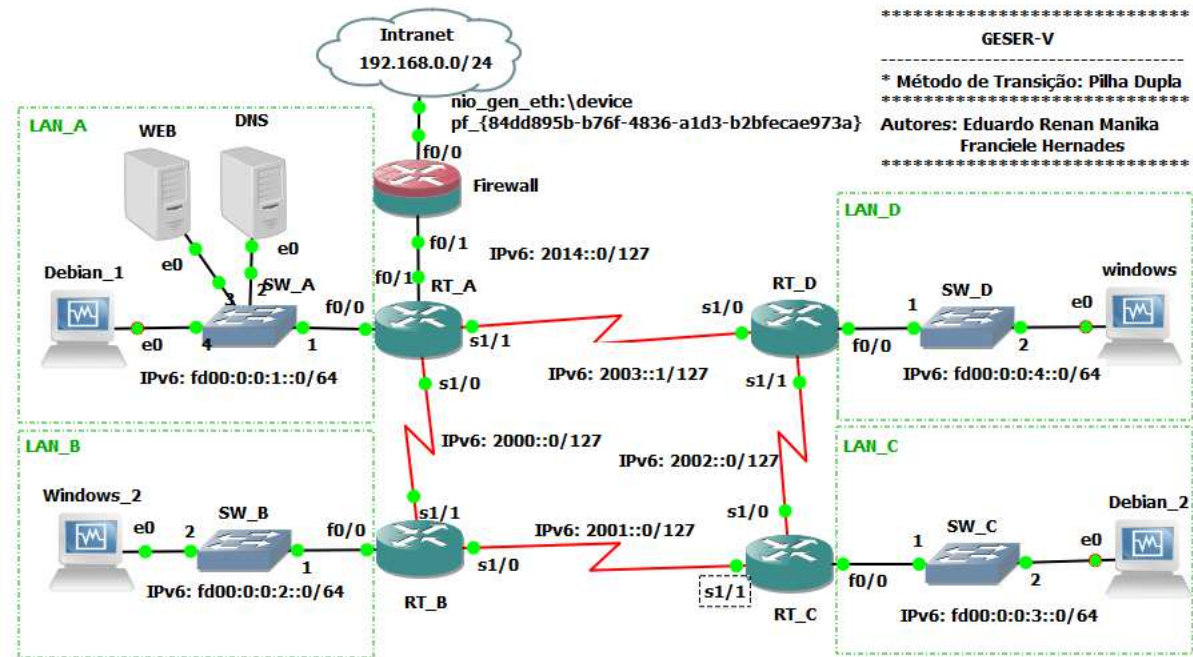 ****************************
GESER-V
----------------------------------
* Método de Transição: Pilha Dupla
****************************
Autores: Eduardo Renan Manika
Franciele Hernades
****************************
Intranet
192.168.0.0/24
nio_gen_eth:\device
pf_{84dd895b-b76f-4836-a1d3-b2bfecae973a}
f0/0
Firewall
f0/1
IPv6: 2014::0/127
LAN_A
WEB
DNS
e0
e0
Debian_1
SW_A
3
2
e0
4
1
f0/0
f0/1
RT_A
s1/1
s1/0
IPv6: fd00:0:0:1::0/64
IPv6: 2003::1/127
LAN_D
RT_D
s1/0
f0/0
s1/1
1
SW_D
2
e0
windows
IPv6: fd00:0:0:4::0/64
IPv6: 2000::0/127
IPv6: 2002::0/127
LAN_B
Windows_2
e0
2
SW_B
1
f0/0
s1/1
s1/0
RT_B
IPv6: fd00:0:0:2::0/64
IPv6: 2001::0/127
LAN_C
s1/0
s1/1
RT_C
f0/0
1
SW_C
2
e0
Debian_2
IPv6: fd00:0:0:3::0/64